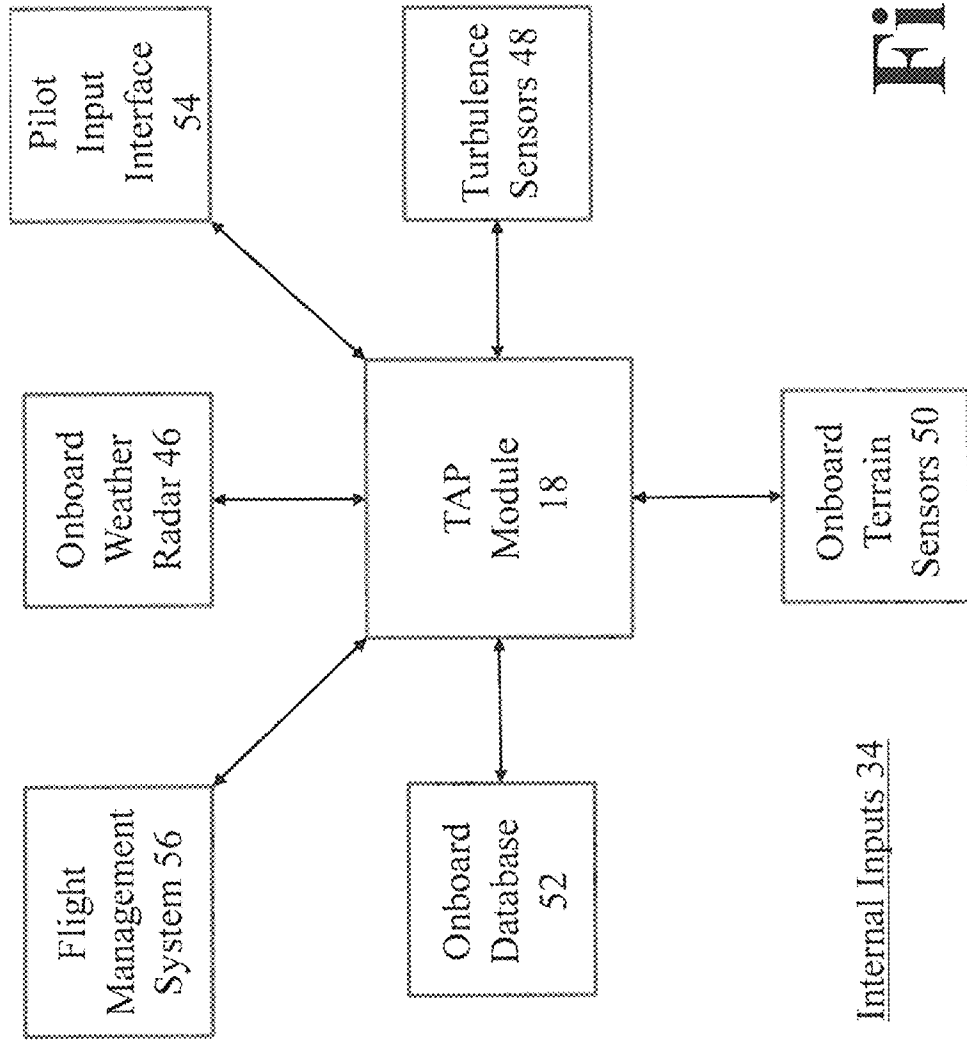 Flight
Management
System 56
Onboard
Weather
Radar 46
Pilot
Input
Interface
54
Onboard
Database
52
TAP
Module
18
Turbulence
Sensors 48
Onboard
Terrain
Sensors 50
Internal Inputs 34
Fi